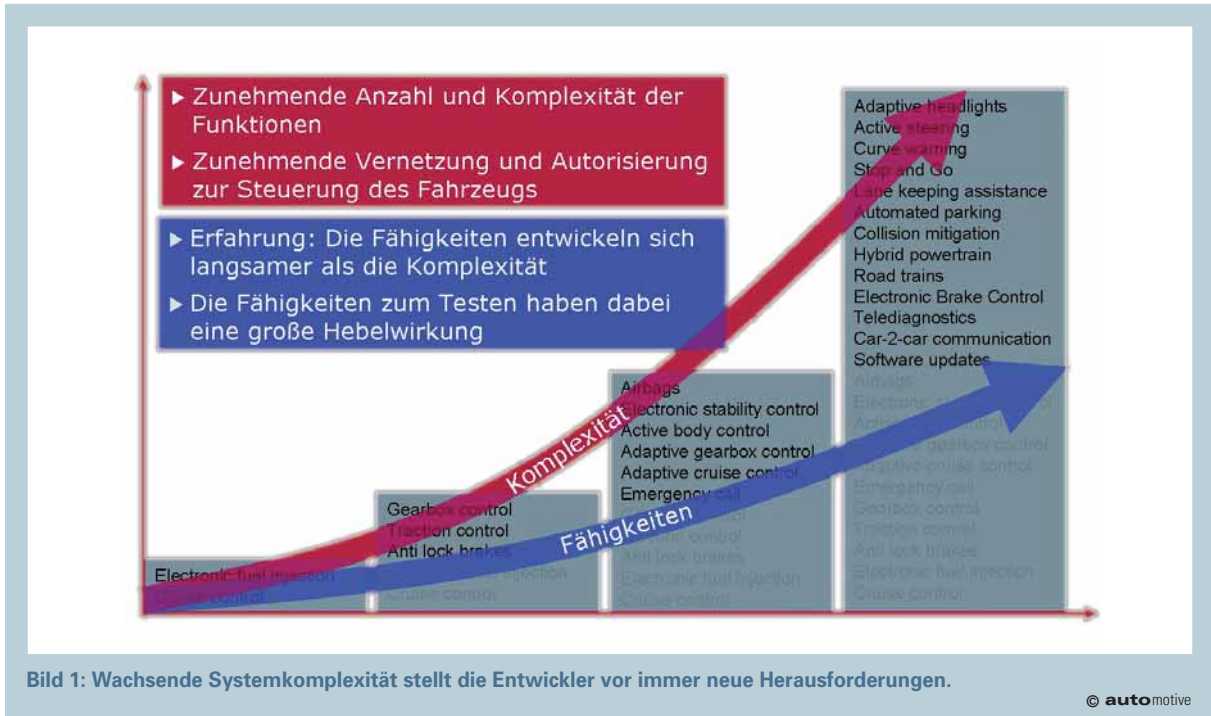 ▶ Zunehmende Anzahl und Komplexität der
Funktionen
▶ Zunehmende Vernetzung und Autorisierung
zur Steuerung des Fahrzeugs
▶ Erfahrung: Die Fähigkeiten entwickeln sich
langsamer als die Komplexität
▶ Die Fähigkeiten zum Testen haben dabei
eine große Hebelwirkung
Komplexität
Fähigkeiten
Electronic fuel injection
Cruise control
Gearbox control
Traction control
Anti lock brakes
Electronic fuel injection
Cruise control
Airbags
Electronic stability control
Active body control
Adaptive gearbox control
Adaptive cruise control
Emergency call
Gearbox control
Traction control
Anti lock brakes
Electronic fuel injection
Cruise control
Adaptive headlights
Active steering
Curve warning
Stop and Go
Lane keeping assistance
Automated parking
Collision mitigation
Hybrid powertrain
Road trains
Electronic Brake Control
Telediagnostics
Car-2-car communication
Software updates
Airbags
Electronic stability control
Active body control
Adaptive gearbox control
Adaptive cruise control
Emergency call
Gearbox control
Traction control
Anti lock brakes
Electronic fuel injection
Cruise control
Bild 1: Wachsende Systemkomplexität stellt die Entwickler vor immer neue Herausforderungen.
© automotive